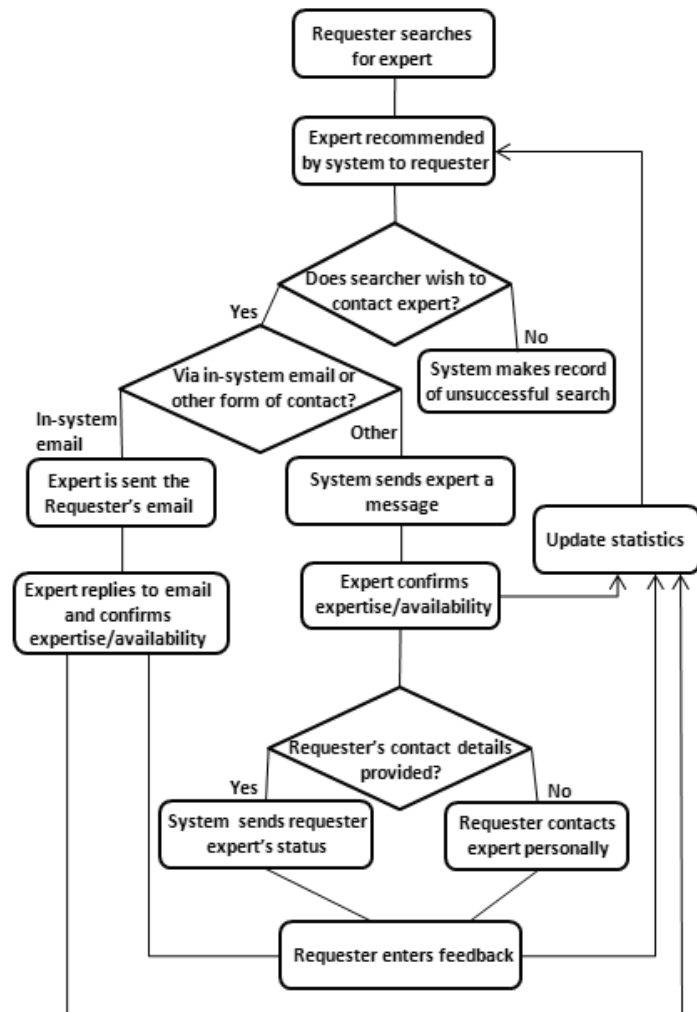 Requester searches
for expert
Expert recommended
by system to requester
Does searcher wish to
contact expert?
Yes
No
System makes record
of unsuccessful search
Via in-system email or
other form of contact?
In-system
email
Other
Expert is sent the
Requester's email
System sends expert a
message
Update statistics
Expert replies to email
and confirms
expertise/availability
Expert confirms
expertise/availability
Requester's contact details
provided?
Yes
No
System sends requester
expert's status
Requester contacts
expert personally
Requester enters feedback